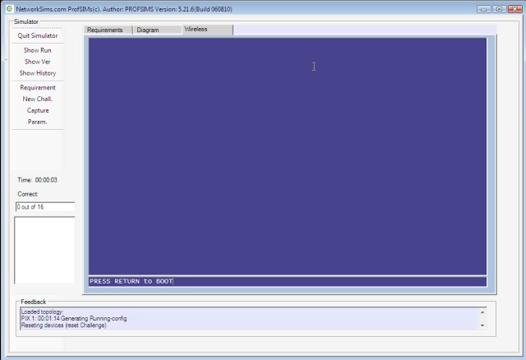 NetworkSims.com ProfSIMs(c). Author: PROFSIMS Version: 5.21.6(Build 060810)
Simulator
Quit Simulator
Show Run
Show Ver
Show History
Requirement
New Chall.
Capture
Param.
Time: 00:00:03
Correct:
0 out of 16
Requirements Diagram Wireless
PRESS RETURN to BOOT
Feedback
Loaded topology:
PIX 1: 00:01:14 Generating Running-config
Reseting devices (reset Challenge)